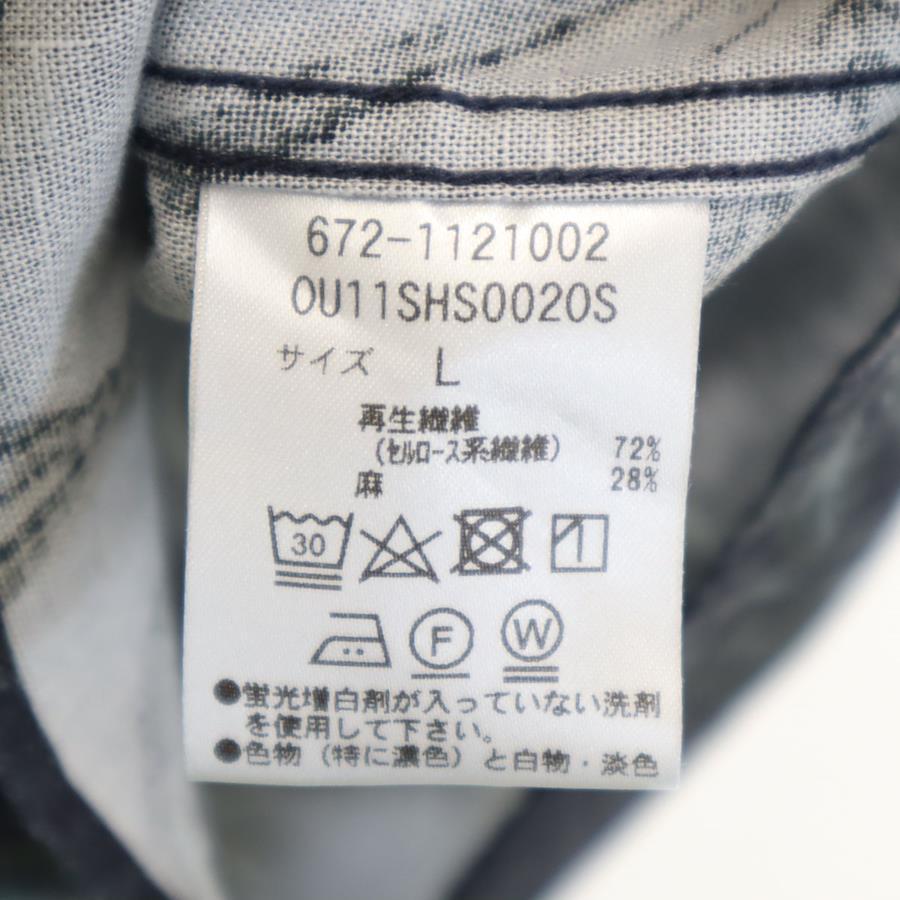 672-1121002
OU11SHS0020S
サイズ L
再生繊維
(セルロース系繊維) 72%
麻 28%
30
F W
●蛍光増白剤が入っていない洗剤
を使用して下さい。
●色物（特に濃色）と白物・淡色